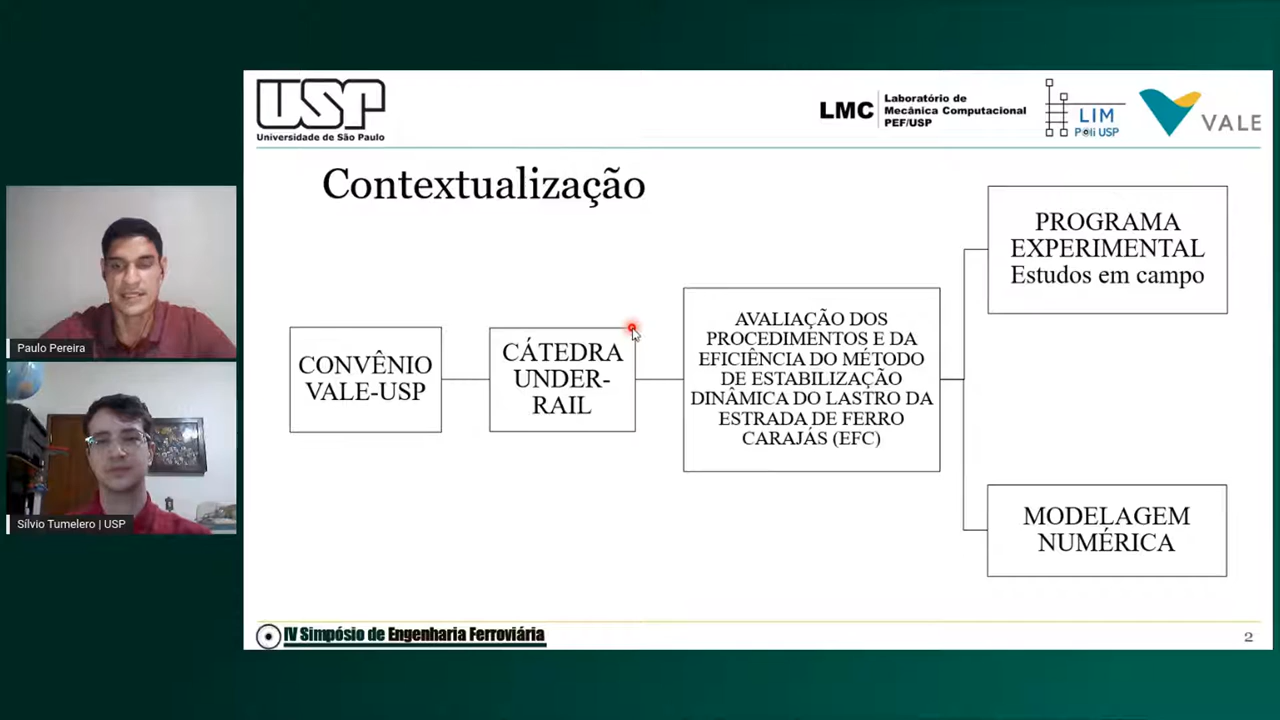 USP
Universidade de São Paulo
LMC
Laboratório de
Mecânica Computacional
PEF/USP
LIM
Poli USP
VALE
Contextualização
CONVÊNIO
VALE-USP
CÁTEDRA
UNDER-
RAIL
AVALIAÇÃO DOS
PROCEDIMENTOS E DA
EFICIÊNCIA DO MÉTODO
DE ESTABILIZAÇÃO
DINÂMICA DO LASTRO DA
ESTRADA DE FERRO
CARAJÁS (EFC)
PROGRAMA
EXPERIMENTAL
Estudos em campo
MODELAGEM
NUMÉRICA
Paulo Pereira
Sílvio Tumelero | USP
IV Simpósio de Engenharia Ferroviária
2